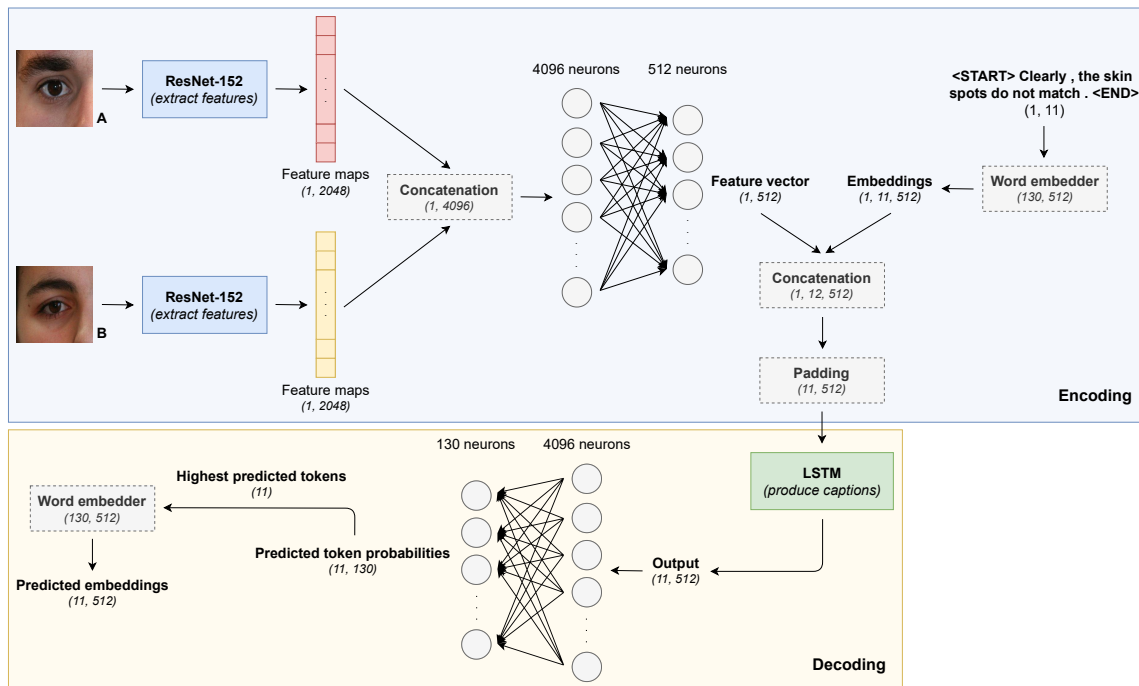 ResNet-152
(extract features)
A
Feature maps
(1, 2048)
ResNet-152
(extract features)
B
Feature maps
(1, 2048)
Concatenation
(1, 4096)
4096 neurons
512 neurons
Feature vector
(1, 512)
<START> Clearly , the skin
spots do not match . <END>
(1, 11)
Word embedder
(130, 512)
Embeddings
(1, 11, 512)
Concatenation
(1, 12, 512)
Padding
(11, 512)
Encoding
LSTM
(produce captions)
Output
(11, 512)
4096 neurons
130 neurons
Predicted token probabilities
(11, 130)
Highest predicted tokens
(11)
Word embedder
(130, 512)
Predicted embeddings
(11, 512)
Decoding